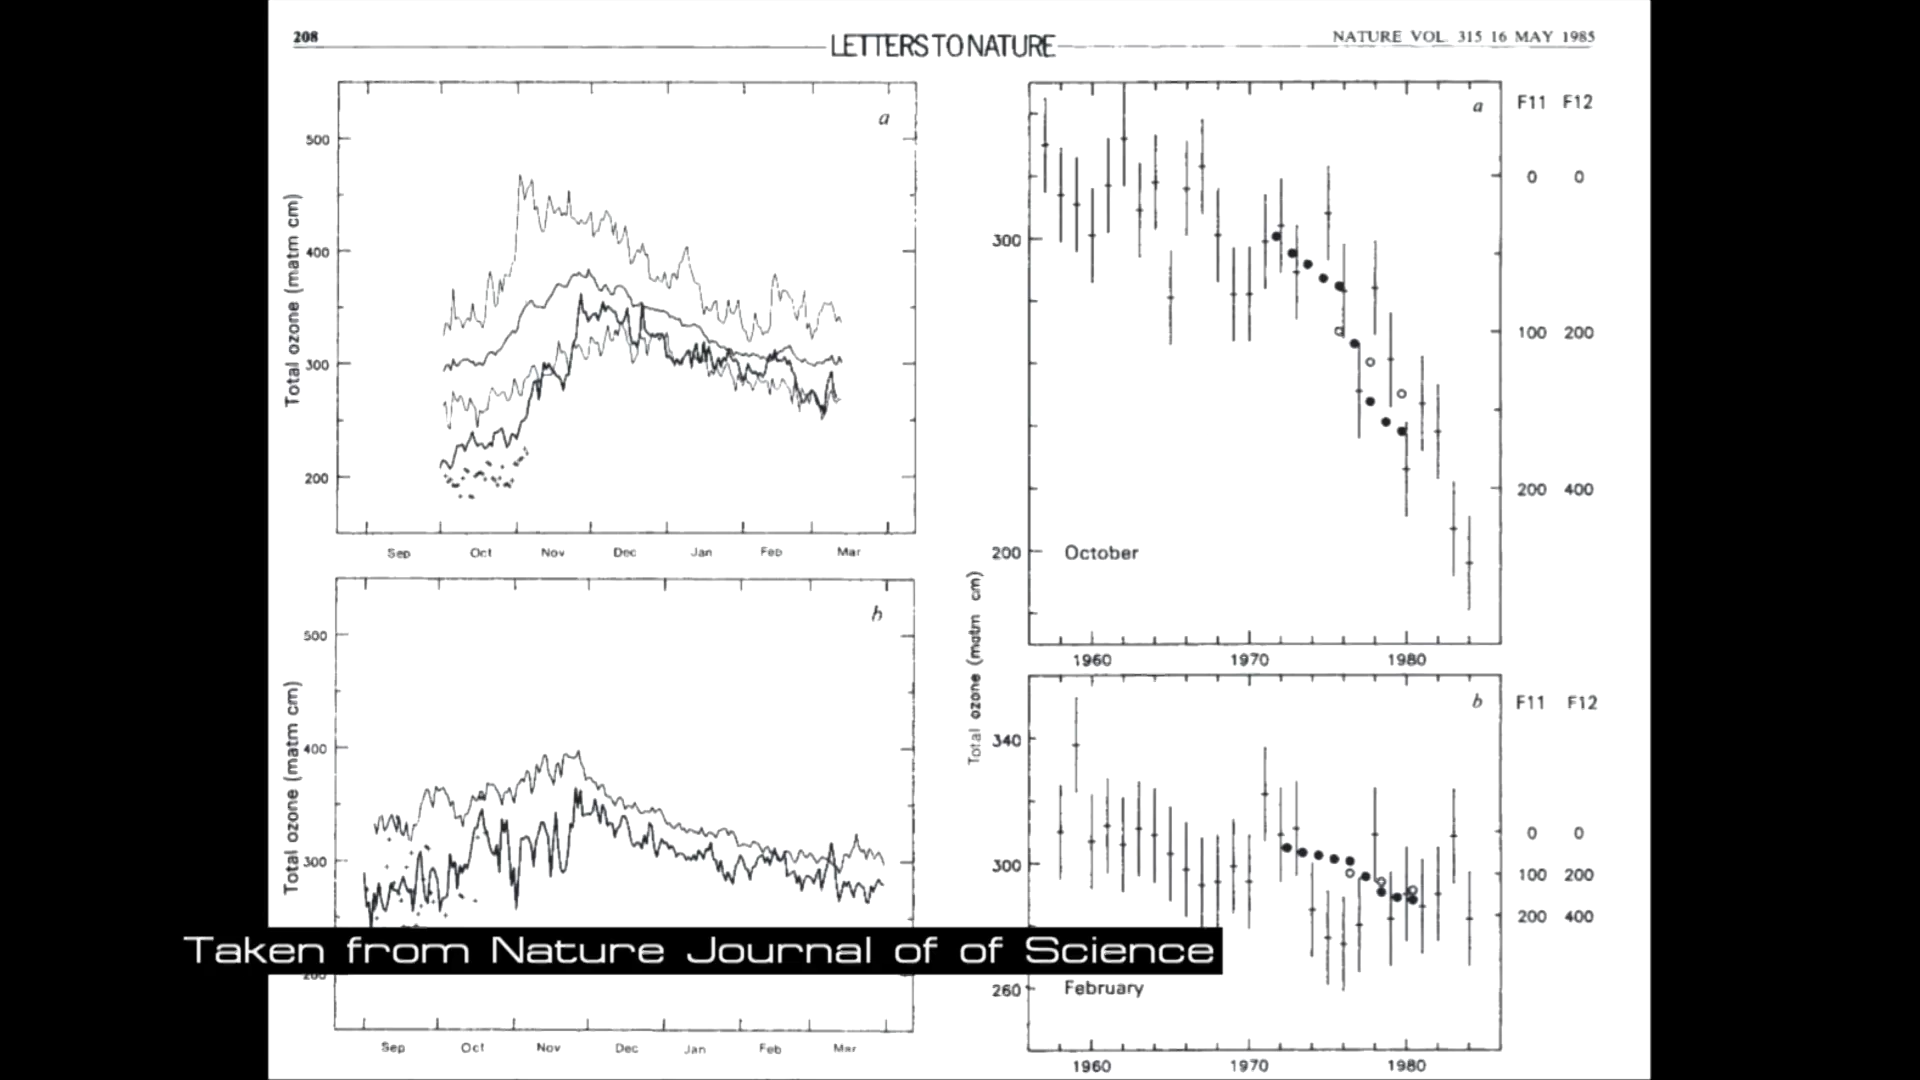 208
LETTERS TO NATURE
NATURE VOL. 315 16 MAY 1985
a
500
400
300
200
Total ozone (matm cm)
Sep Oct Nov Dec Jan Feb Mar
b
500
400
300
Total ozone (matm cm)
Sep Oct Nov Dec Jan Feb Mar
a
F11 F12
0 0
100 200
200 400
300
200
October
1960 1970 1980
Total ozone (matm cm)
b
F11 F12
0 0
100 200
200 400
340
300
260
February
1960 1970 1980
Taken from Nature Journal of of Science